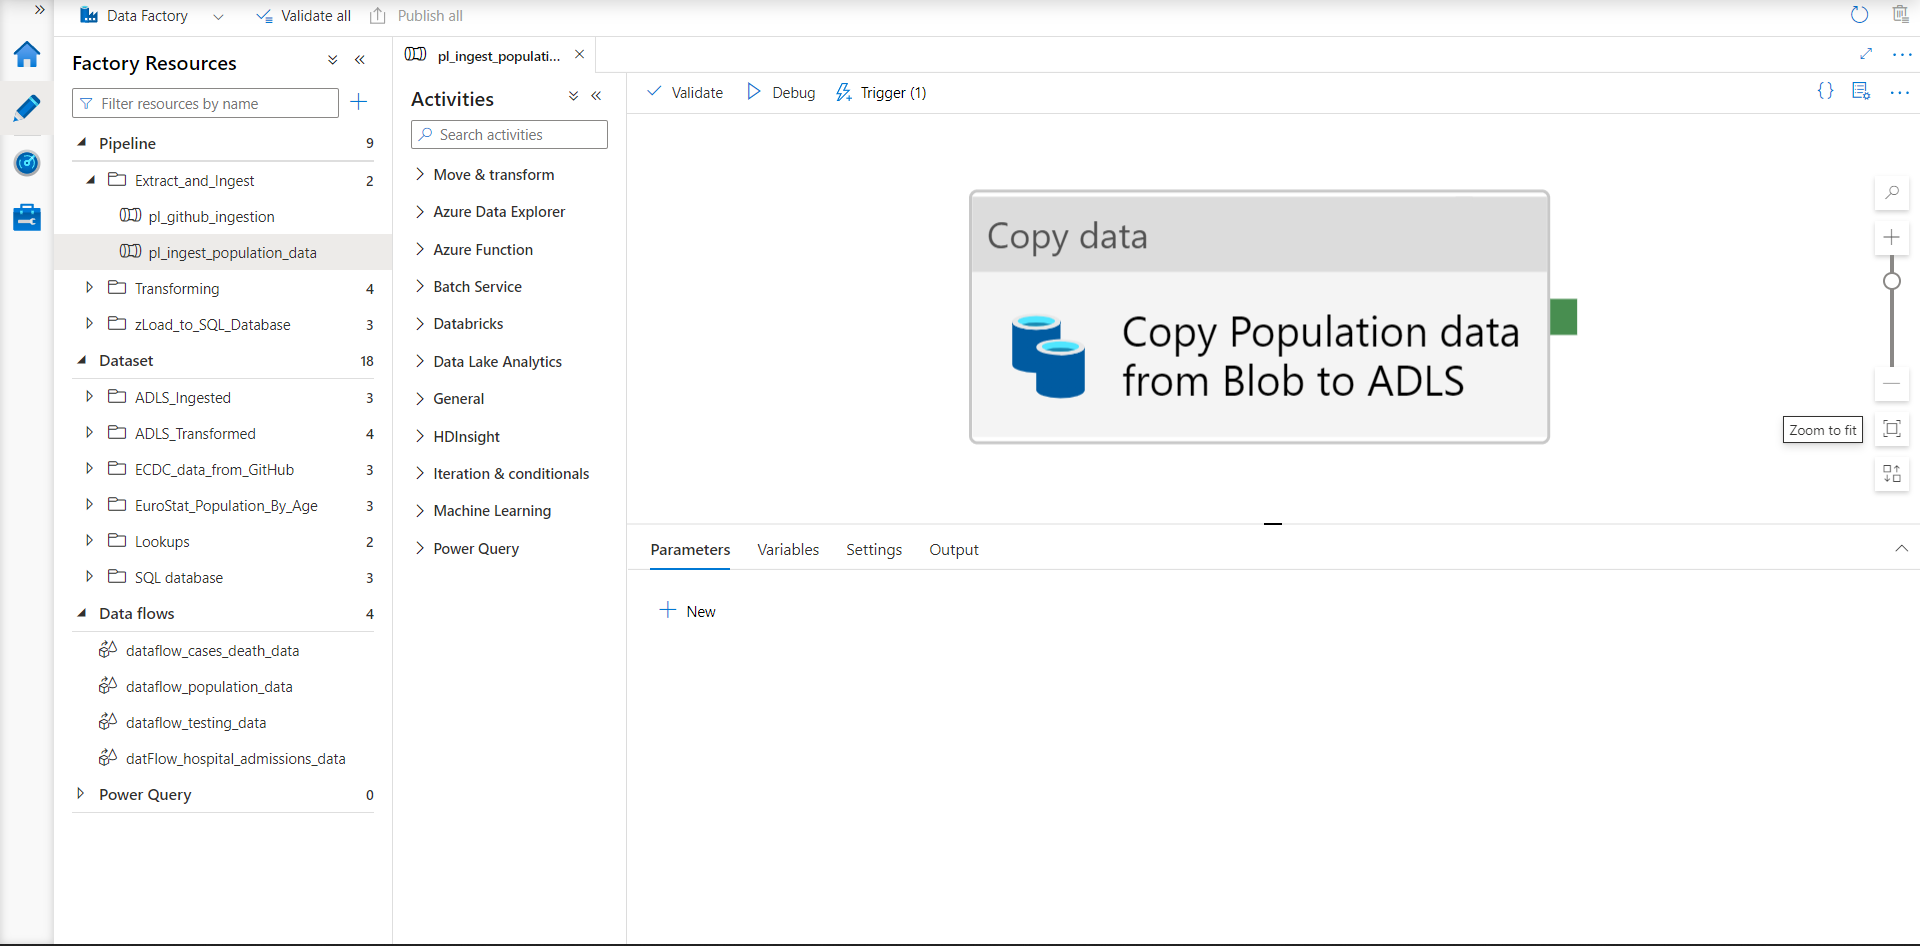 Data Factory
Validate all
Publish all
Factory Resources
Filter resources by name
Pipeline 9
Extract_and_Ingest 2
pl_github_ingestion
pl_ingest_population_data
Transforming 4
zLoad_to_SQL_Database 3
Dataset 18
ADLS_Ingested 3
ADLS_Transformed 4
ECDC_data_from_GitHub 3
EuroStat_Population_By_Age 3
Lookups 2
SQL database 3
Data flows 4
dataflow_cases_death_data
dataflow_population_data
dataflow_testing_data
datFlow_hospital_admissions_data
Power Query 0
pl_ingest_populati...
Activities
Search activities
Move & transform
Azure Data Explorer
Azure Function
Batch Service
Databricks
Data Lake Analytics
General
HDInsight
Iteration & conditionals
Machine Learning
Power Query
Validate
Debug
Trigger (1)
Copy data
Copy Population data
from Blob to ADLS
Zoom to fit
Parameters
Variables
Settings
Output
New